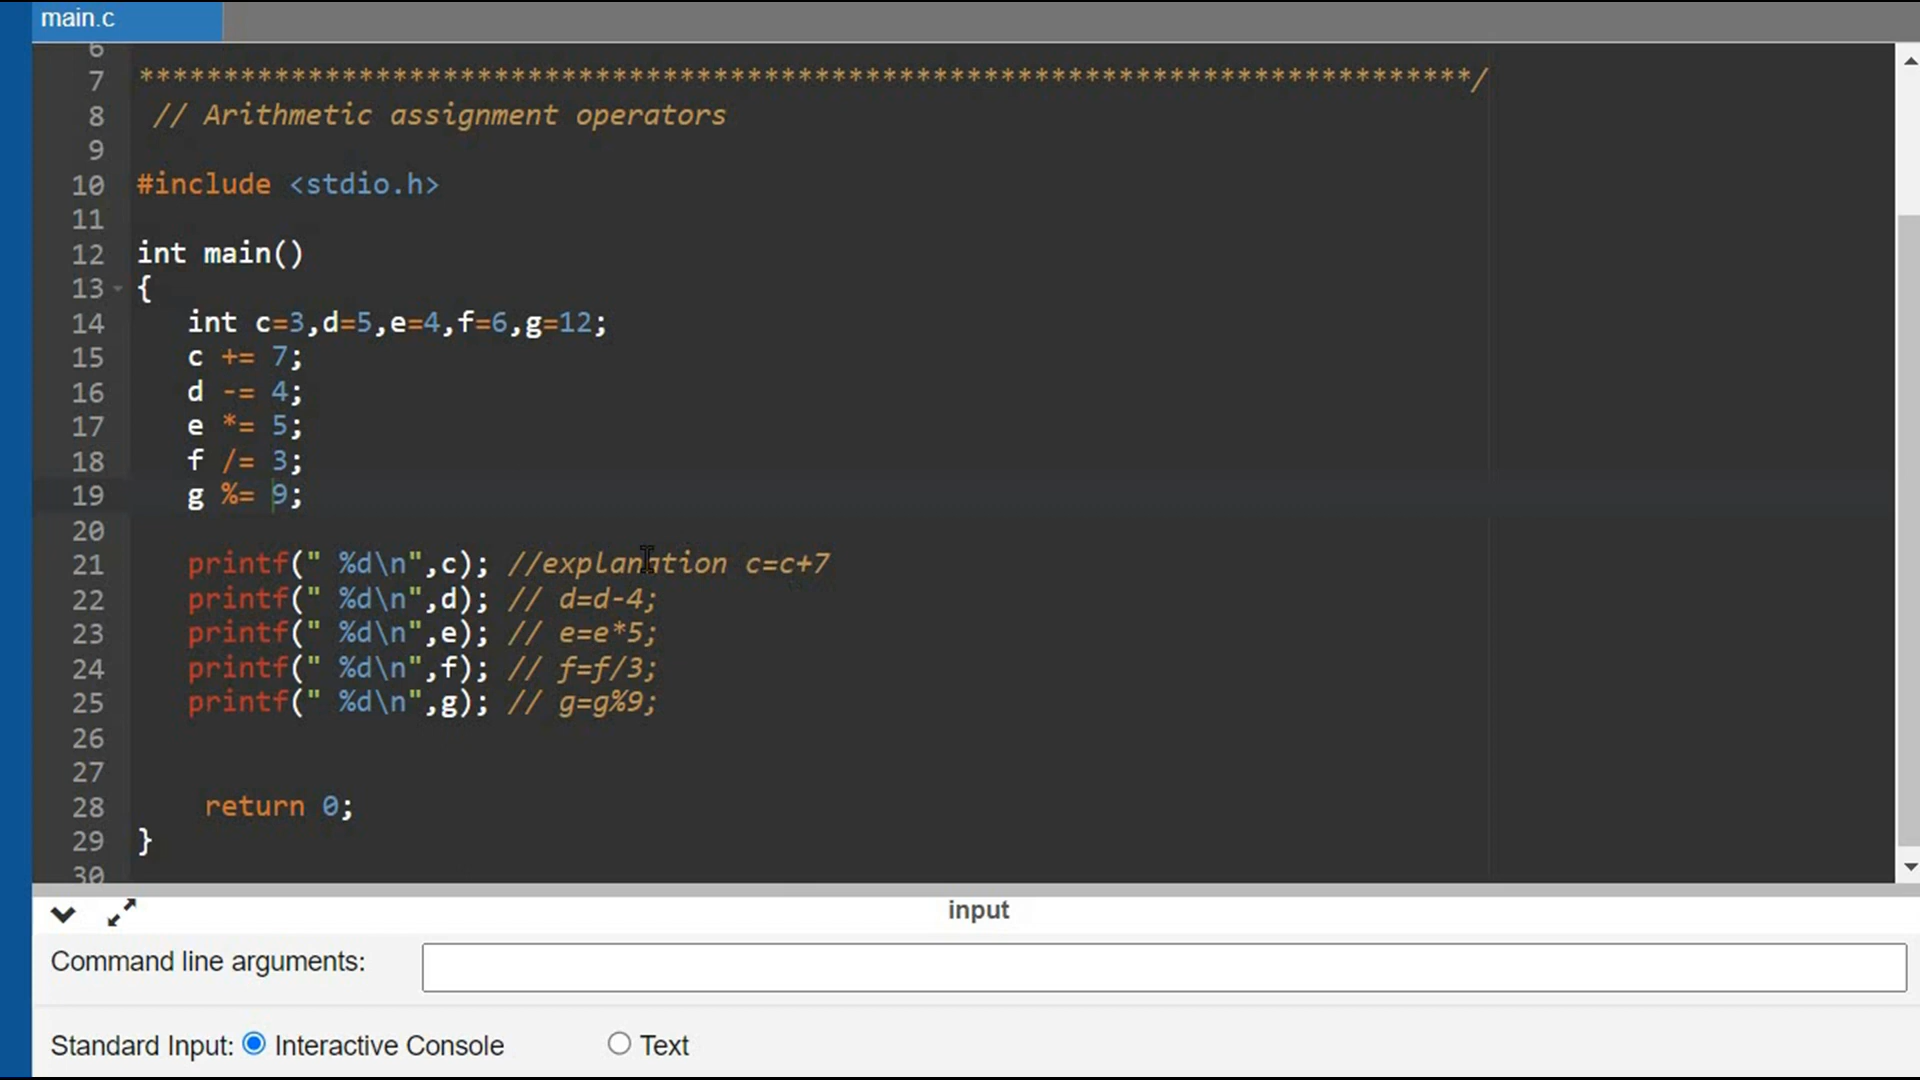 main.c
6
7 ********************************************************************************/
8 // Arithmetic assignment operators
9
10 #include <stdio.h>
11
12 int main()
13 {
14 int c=3,d=5,e=4,f=6,g=12;
15 c += 7;
16 d -= 4;
17 e *= 5;
18 f /= 3;
19 g %= 9;
20
21 printf(" %d\n",c); //explanation c=c+7
22 printf(" %d\n",d); // d=d-4;
23 printf(" %d\n",e); // e=e*5;
24 printf(" %d\n",f); // f=f/3;
25 printf(" %d\n",g); // g=g%9;
26
27
28 return 0;
29 }
30
input
Command line arguments:
Standard Input: Interactive Console Text